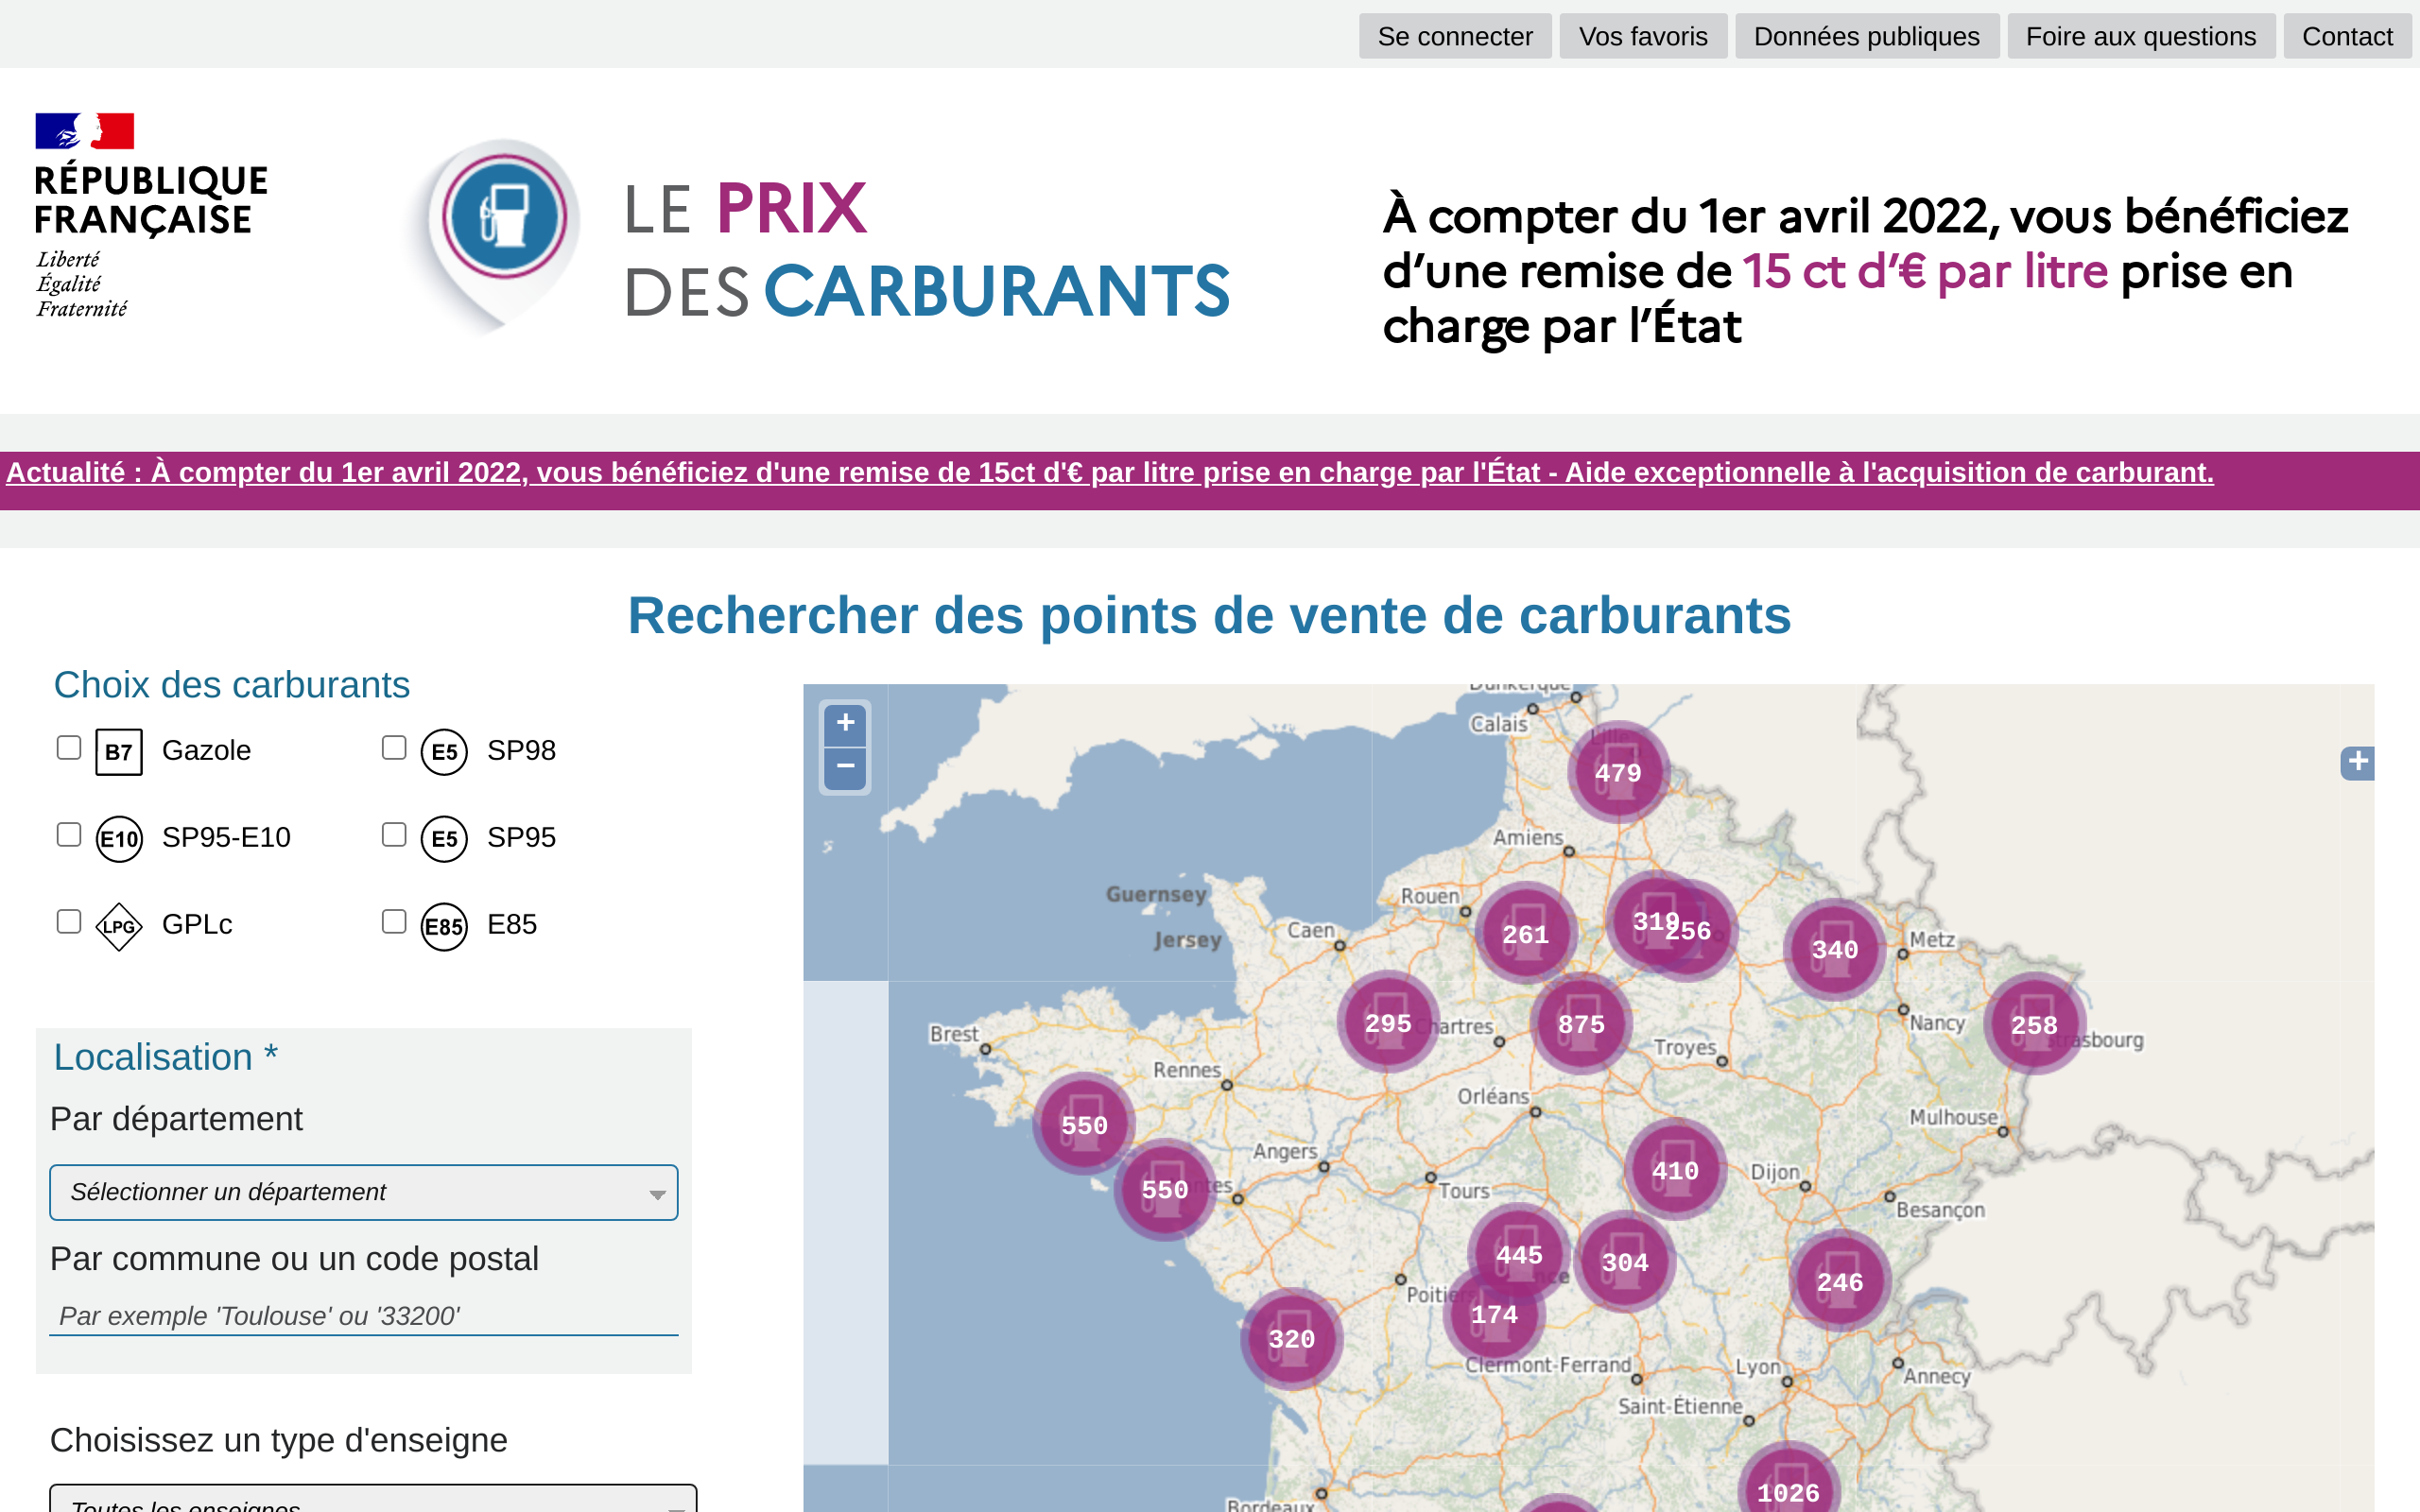 Se connecter
Vos favoris
Données publiques
Foire aux questions
Contact
RÉPUBLIQUE
FRANÇAISE
Liberté
Égalité
Fraternité
LE PRIX
DES CARBURANTS
À compter du 1er avril 2022, vous bénéficiez
d'une remise de 15 ct d'€ par litre prise en
charge par l'État
Actualité : À compter du 1er avril 2022, vous bénéficiez d'une remise de 15ct d'€ par litre prise en charge par l'État - Aide exceptionnelle à l'acquisition de carburant.
Rechercher des points de vente de carburants
Choix des carburants
B7 Gazole
E5 SP98
E10 SP95-E10
E5 SP95
LPG GPLc
E85 E85
Localisation *
Par département
Sélectionner un département
Par commune ou un code postal
Par exemple 'Toulouse' ou '33200'
Choisissez un type d'enseigne
Toutes les enseignes
+
−
+
Dunkerque
Calais
Lille
479
Amiens
Guernsey
Rouen
319
256
261
Jersey
Caen
340
Metz
295
Chartres
875
Nancy
258
Strasbourg
Brest
Troyes
Rennes
Orléans
550
Mulhouse
Angers
410
Dijon
550
Nantes
Tours
Besançon
445
304
246
Poitiers
174
320
Clermont-Ferrand
Lyon
Annecy
Saint-Étienne
1026
Bordeaux